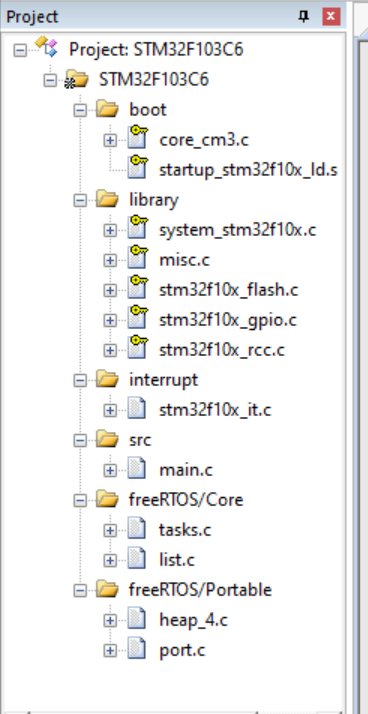 Project
Project: STM32F103C6
STM32F103C6
boot
core_cm3.c
startup_stm32f10x_ld.s
library
system_stm32f10x.c
misc.c
stm32f10x_flash.c
stm32f10x_gpio.c
stm32f10x_rcc.c
interrupt
stm32f10x_it.c
src
main.c
freeRTOS/Core
tasks.c
list.c
freeRTOS/Portable
heap_4.c
port.c